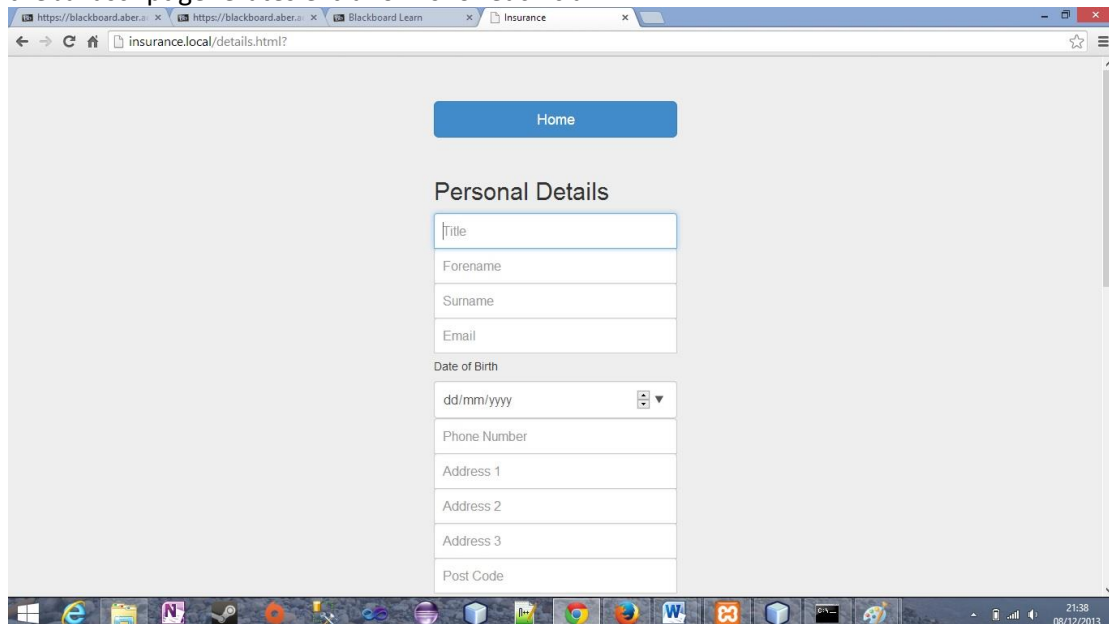 https://blackboard.aber.a https://blackboard.aber.a Blackboard Learn Insurance
insurance.local/details.html?
Home
Personal Details
Title
Forename
Surname
Email
Date of Birth
dd/mm/yyyy
Phone Number
Address 1
Address 2
Address 3
Post Code
21:38
08/12/2013